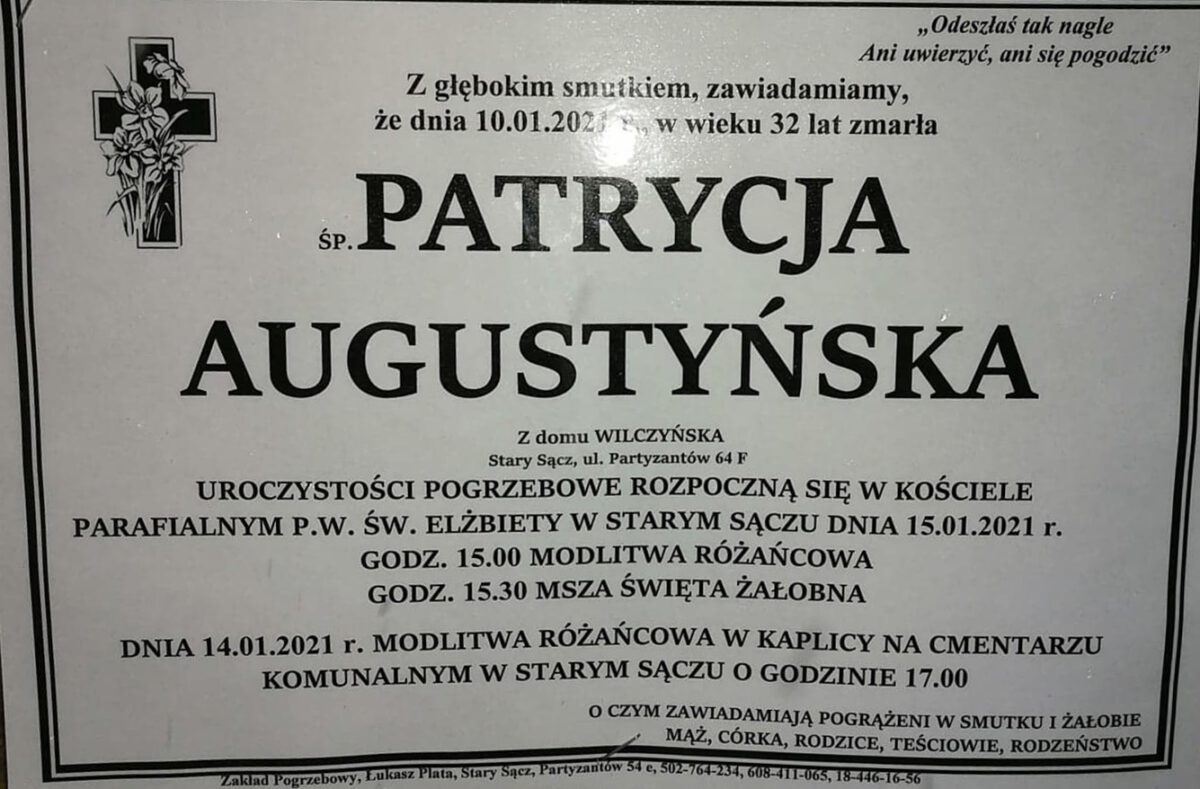 „Odeszłaś tak nagle
Ani uwierzyć, ani się pogodzić”
Z głębokim smutkiem, zawiadamiamy,
że dnia 10.01.2021 r., w wieku 32 lat zmarła
ŚP. PATRYCJA
AUGUSTYŃSKA
Z domu WILCZYŃSKA
Stary Sącz, ul. Partyzantów 64 F
UROCZYSTOŚCI POGRZEBOWE ROZPOCZNĄ SIĘ W KOŚCIELE
PARAFIALNYM P.W. ŚW. ELŻBIETY W STARYM SĄCZU DNIA 15.01.2021 r.
GODZ. 15.00 MODLITWA RÓŻAŃCOWA
GODZ. 15.30 MSZA ŚWIĘTA ŻAŁOBNA
DNIA 14.01.2021 r. MODLITWA RÓŻAŃCOWA W KAPLICY NA CMENTARZU
KOMUNALNYM W STARYM SĄCZU O GODZINIE 17.00
O CZYM ZAWIADAMIAJĄ POGRĄŻENI W SMUTKU I ŻAŁOBIE
MĄŻ, CÓRKA, RODZICE, TEŚCIOWIE, RODZEŃSTWO
Zakład Pogrzebowy, Łukasz Plata, Stary Sącz, Partyzantów 54 e, 502-764-234, 608-411-065, 18-446-16-56